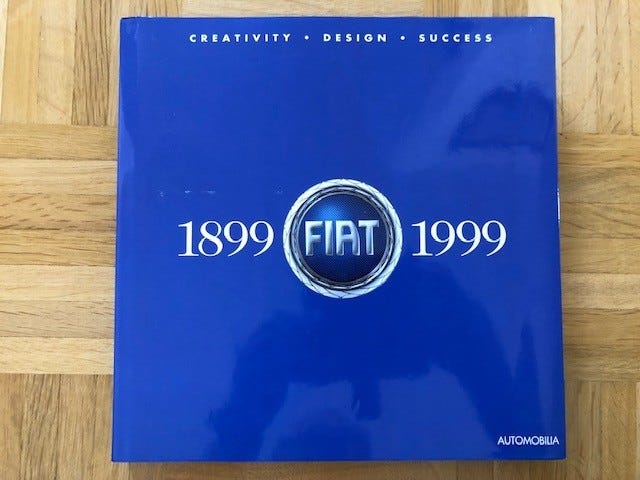 CREATIVITY • DESIGN • SUCCESS
1899 FIAT 1999
AUTOMOBILIA